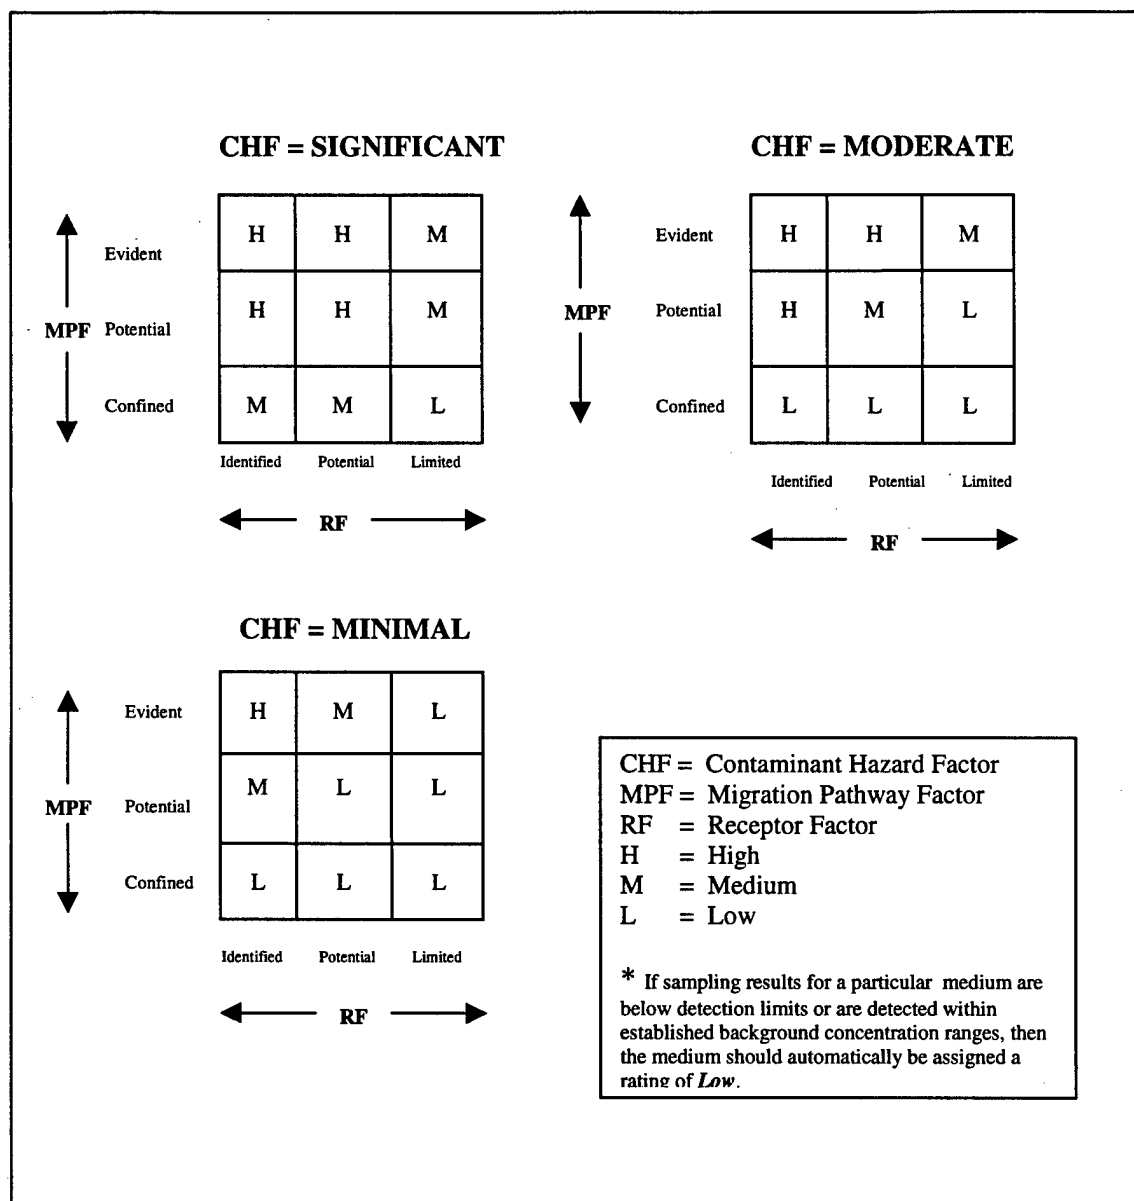 CHF = SIGNIFICANT
Evident H H M
MPF Potential H H M
Confined M M L
Identified Potential Limited
RF
CHF = MODERATE
Evident H H M
MPF Potential H M L
Confined L L L
Identified Potential Limited
RF
CHF = MINIMAL
Evident H M L
MPF Potential M L L
Confined L L L
Identified Potential Limited
RF
CHF = Contaminant Hazard Factor
MPF = Migration Pathway Factor
RF = Receptor Factor
H = High
M = Medium
L = Low
* If sampling results for a particular medium are
below detection limits or are detected within
established background concentration ranges, then
the medium should automatically be assigned a
rating of Low.